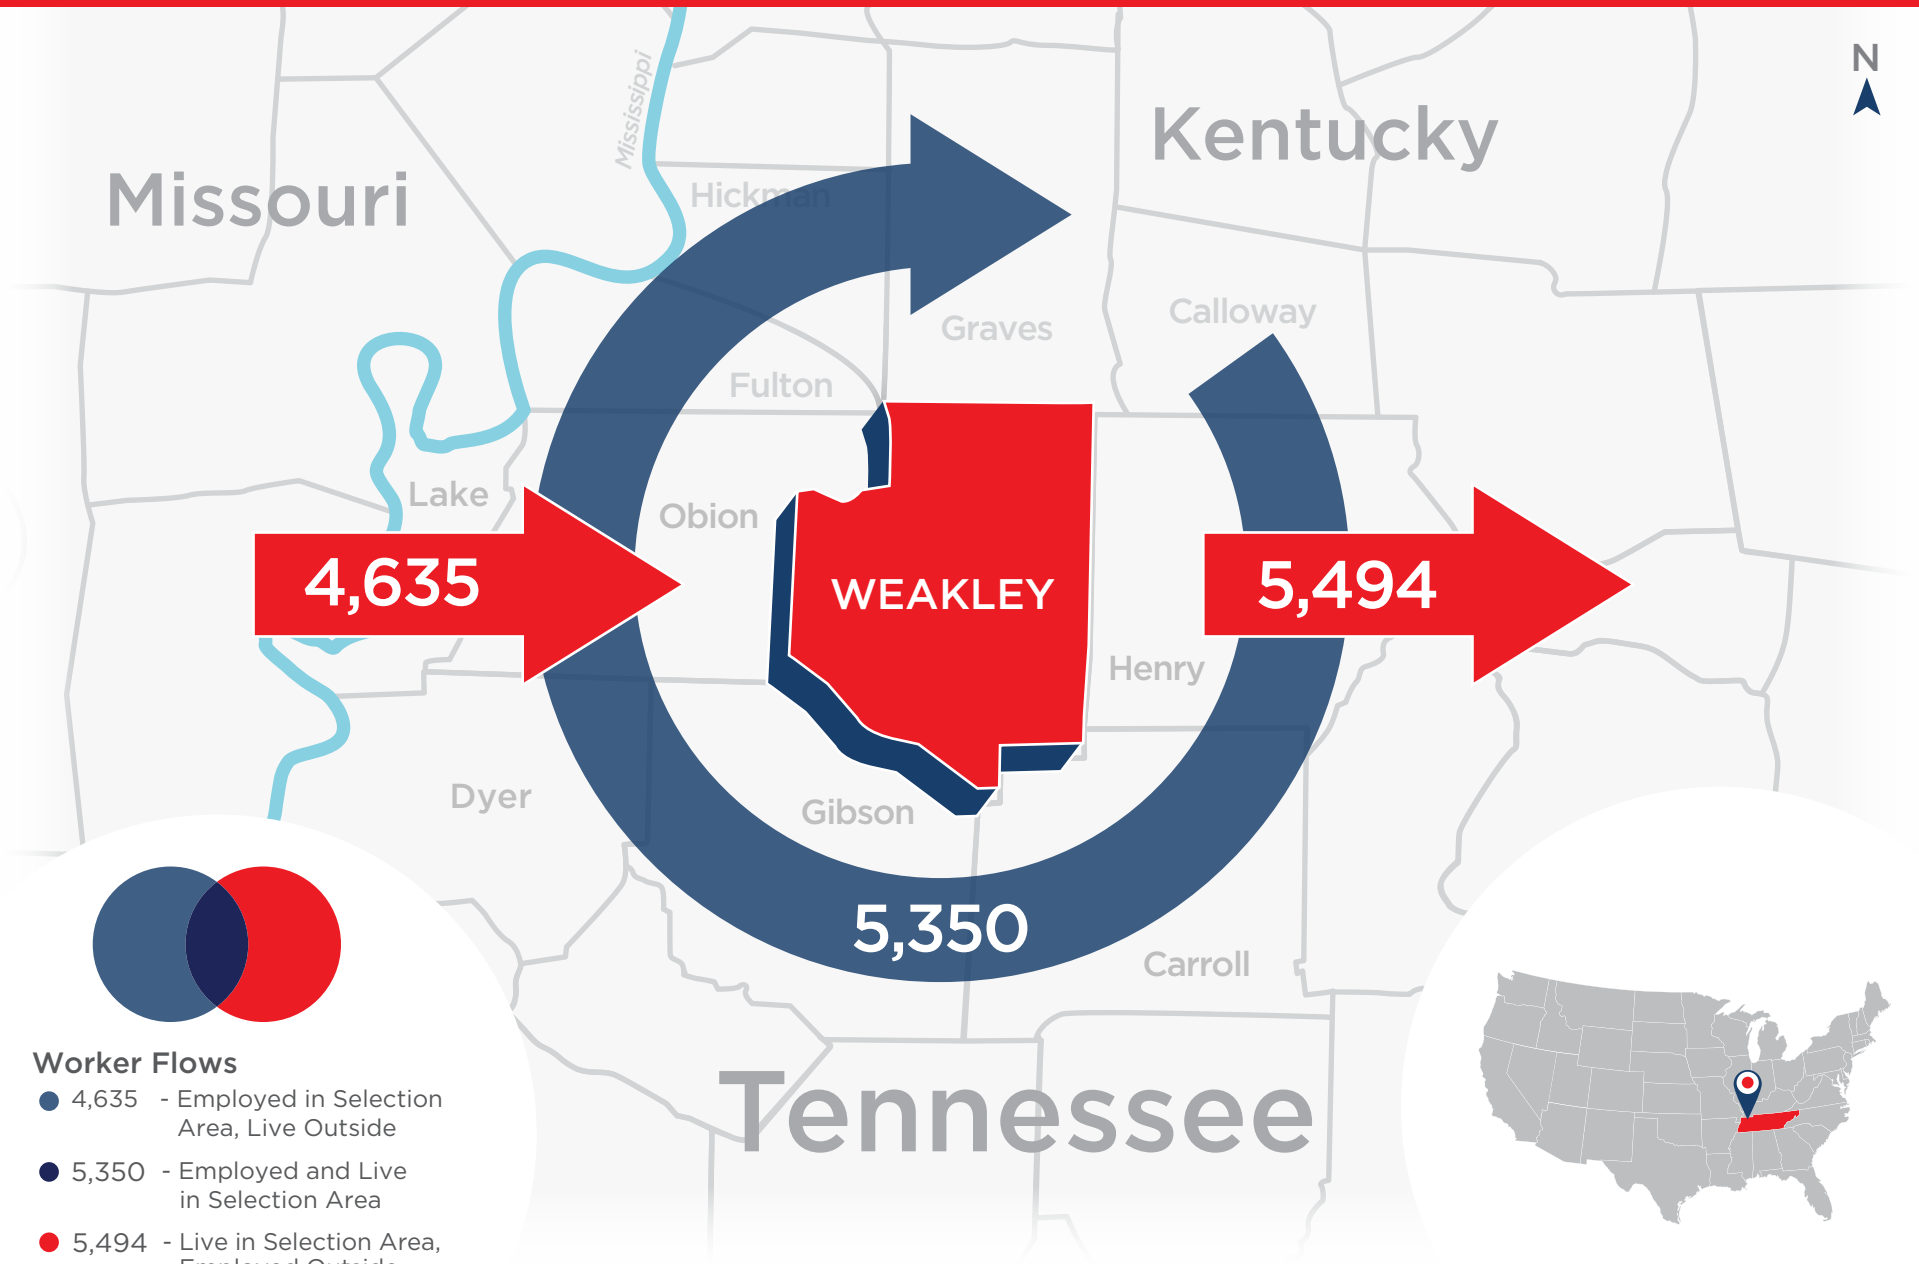 N
Mississippi
Kentucky
Missouri
Hickman
Calloway
Graves
Fulton
Lake
Obion
4,635
WEAKLEY
5,494
Henry
Dyer
Gibson
5,350
Carroll
Tennessee
Worker Flows
4,635 - Employed in Selection
Area, Live Outside
5,350 - Employed and Live
in Selection Area
5,494 - Live in Selection Area,
Employed Outside